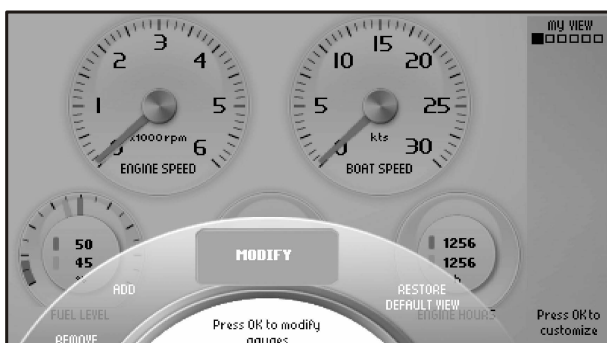 MY VIEW
3
2
4
1
5
0
6
x1000 rpm
ENGINE SPEED
15
10
20
5
25
kts
0
30
BOAT SPEED
50
45
FUEL LEVEL
1256
1256
h
ENGINE HOURS
ADD
MODIFY
RESTORE
DEFAULT VIEW
REMOVE
Press OK to modify
gauges
Press OK to
customize